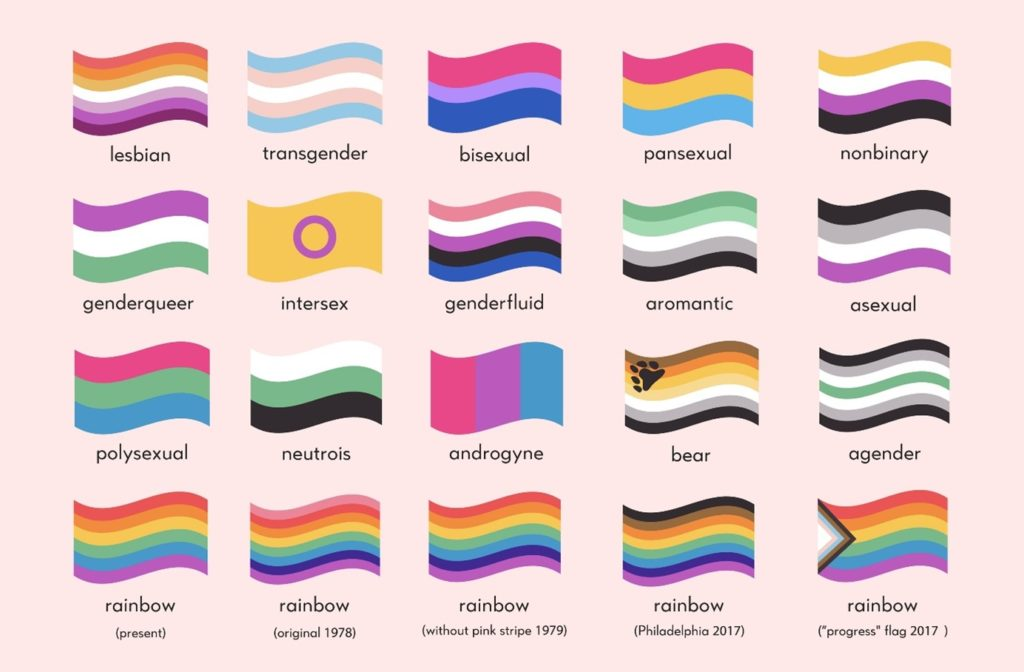 lesbian
transgender
bisexual
pansexual
nonbinary
genderqueer
intersex
genderfluid
aromantic
asexual
polysexual
neutrois
androgyne
bear
agender
rainbow
(present)
rainbow
(original 1978)
rainbow
(without pink stripe 1979)
rainbow
(Philadelphia 2017)
rainbow
("progress" flag 2017 )